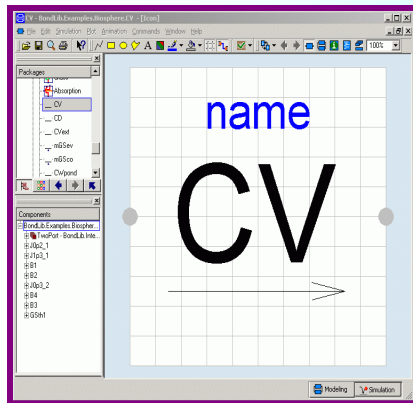 CV - BondLib.Examples.Biosphere.CV - [Icon]
File Edit Simulation Plot Animation Commands Window Help
100%
Packages
Absorption
CV
CD
CVext
mGSev
mGSco
CWpond
Components
BondLib.Examples.Biospher...
TwoPort - BondLib.Inte...
J0p2_1
J1p3_1
B1
B2
J0p3_2
B4
B3
GSth1
name
CV
Modeling
Simulation